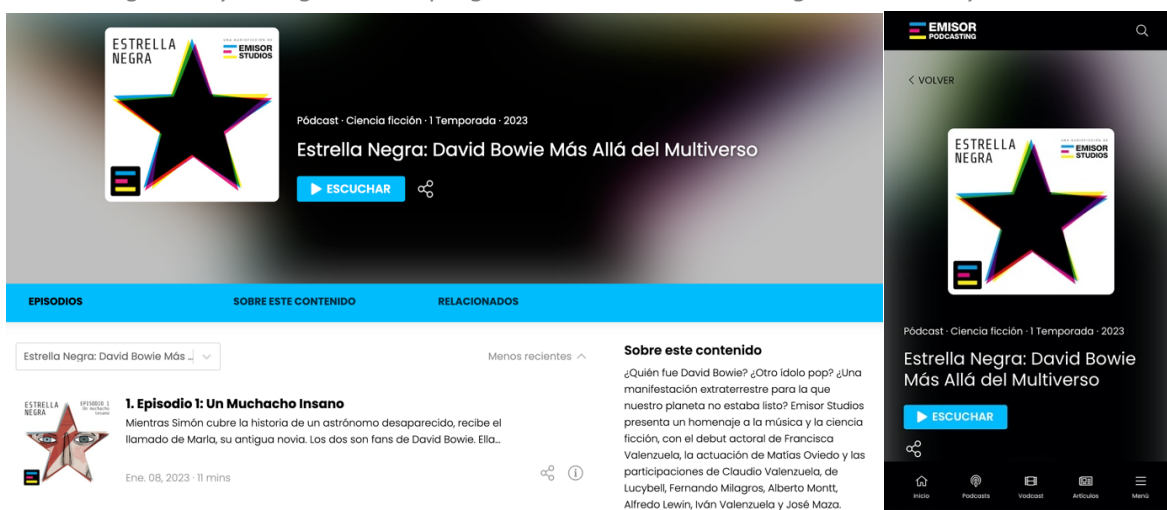 ESTRELLA
NEGRA
UNA AUDIOFICCIÓN DE
EMISOR
STUDIOS
Pódcast · Ciencia ficción · 1 Temporada · 2023
Estrella Negra: David Bowie Más Allá del Multiverso
ESCUCHAR
EPISODIOS
SOBRE ESTE CONTENIDO
RELACIONADOS
Estrella Negra: David Bowie Más ...
Menos recientes
ESTRELLA
NEGRA
EPISODIO 1
Un muchacho
insano
1. Episodio 1: Un Muchacho Insano
Mientras Simón cubre la historia de un astrónomo desaparecido, recibe el
llamado de Marla, su antigua novia. Los dos son fans de David Bowie. Ella...
Ene. 08, 2023 · 11 mins
Sobre este contenido
¿Quién fue David Bowie? ¿Otro ídolo pop? ¿Una
manifestación extraterrestre para la que
nuestro planeta no estaba listo? Emisor Studios
presenta un homenaje a la música y la ciencia
ficción, con el debut actoral de Francisca
Valenzuela, la actuación de Matías Oviedo y las
participaciones de Claudio Valenzuela, de
Lucybell, Fernando Milagros, Alberto Montt,
Alfredo Lewin, Iván Valenzuela y José Maza.
EMISOR
PODCASTING
VOLVER
ESTRELLA
NEGRA
UNA AUDIOFICCIÓN DE
EMISOR
STUDIOS
Pódcast · Ciencia ficción · 1 Temporada · 2023
Estrella Negra: David Bowie
Más Allá del Multiverso
ESCUCHAR
Inicio
Podcasts
Vodcast
Artículos
Menú